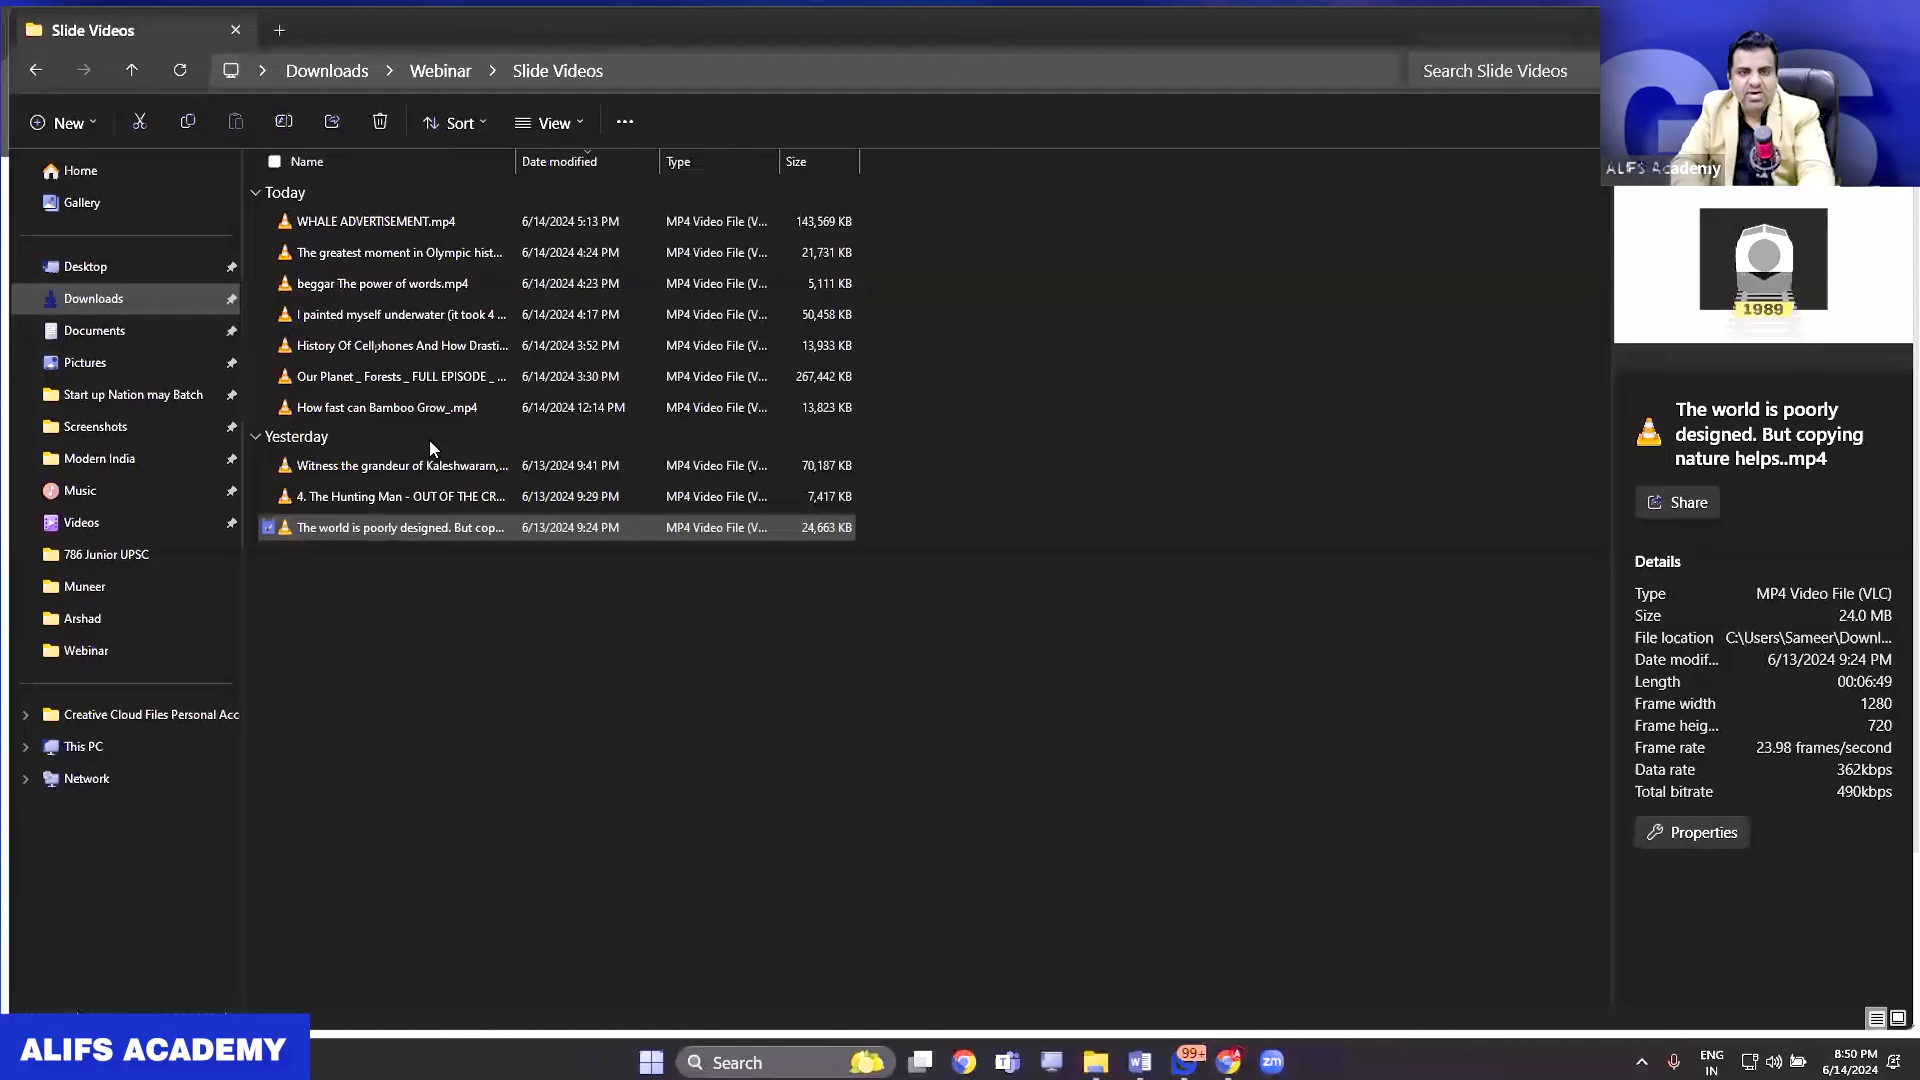 Slide Videos
Downloads Webinar Slide Videos
Search Slide Videos
New
Sort
View
Name
Date modified
Type
Size
Today
WHALE ADVERTISEMENT.mp4 6/14/2024 5:13 PM MP4 Video File (V... 143,569 KB
The greatest moment in Olympic hist... 6/14/2024 4:24 PM MP4 Video File (V... 21,731 KB
beggar The power of words.mp4 6/14/2024 4:23 PM MP4 Video File (V... 5,111 KB
I painted myself underwater (it took 4 ... 6/14/2024 4:17 PM MP4 Video File (V... 50,458 KB
History Of Cellphones And How Drasti... 6/14/2024 3:52 PM MP4 Video File (V... 13,933 KB
Our Planet _ Forests _ FULL EPISODE _ ... 6/14/2024 3:30 PM MP4 Video File (V... 267,442 KB
How fast can Bamboo Grow_.mp4 6/14/2024 12:14 PM MP4 Video File (V... 13,823 KB
Yesterday
Witness the grandeur of Kaleshwaram,... 6/13/2024 9:41 PM MP4 Video File (V... 70,187 KB
4. The Hunting Man - OUT OF THE CR... 6/13/2024 9:29 PM MP4 Video File (V... 7,417 KB
The world is poorly designed. But cop... 6/13/2024 9:24 PM MP4 Video File (V... 24,663 KB
Home
Gallery
Desktop
Downloads
Documents
Pictures
Start up Nation may Batch
Screenshots
Modern India
Music
Videos
786 Junior UPSC
Muneer
Arshad
Webinar
Creative Cloud Files Personal Acc
This PC
Network
ALIFS Academy
1989
The world is poorly
designed. But copying
nature helps..mp4
Share
Details
Type MP4 Video File (VLC)
Size 24.0 MB
File location C:\Users\Sameer\Downl...
Date modif... 6/13/2024 9:24 PM
Length 00:06:49
Frame width 1280
Frame heig... 720
Frame rate 23.98 frames/second
Data rate 362kbps
Total bitrate 490kbps
Properties
ALIFS ACADEMY
Search
99+
zm
ENG
IN
8:50 PM
6/14/2024